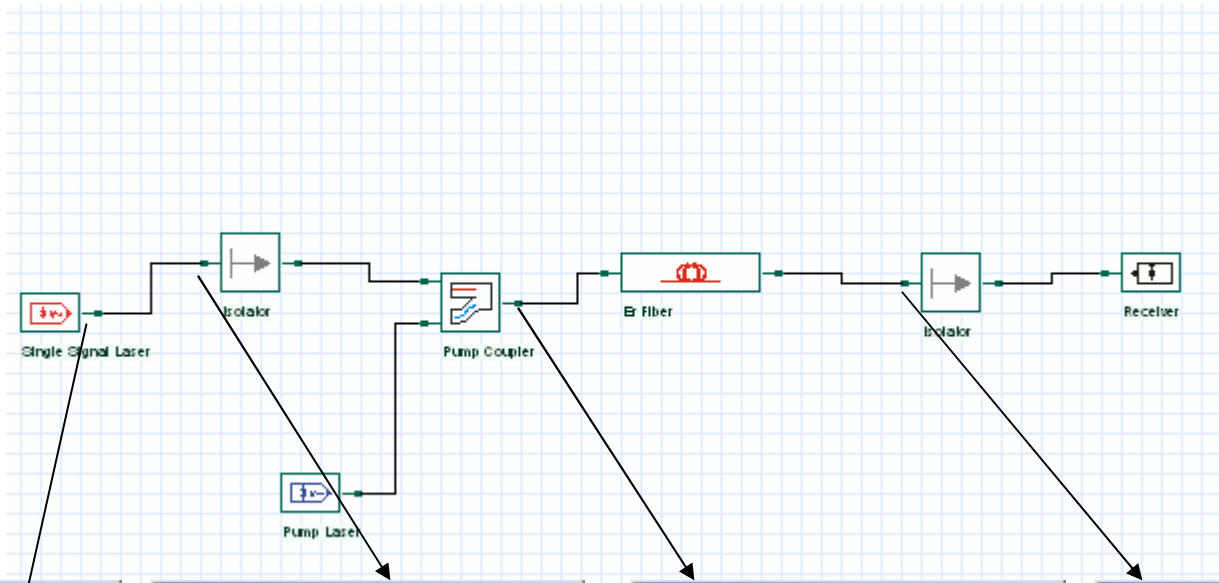 Isolator
Er Fiber
Receiver
Isolator
Single Signal Laser
Pump Coupler
Pump Laser